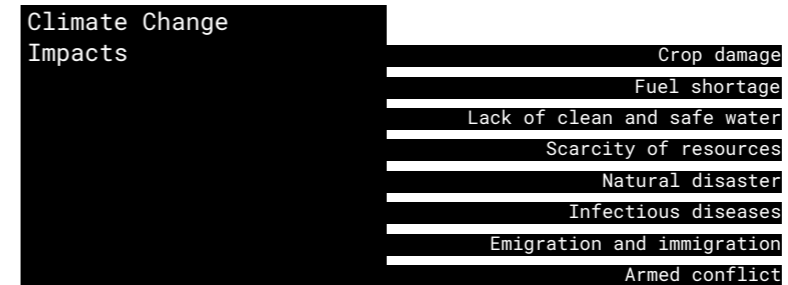 Climate Change
Impacts
Crop damage
Fuel shortage
Lack of clean and safe water
Scarcity of resources
Natural disaster
Infectious diseases
Emigration and immigration
Armed conflict